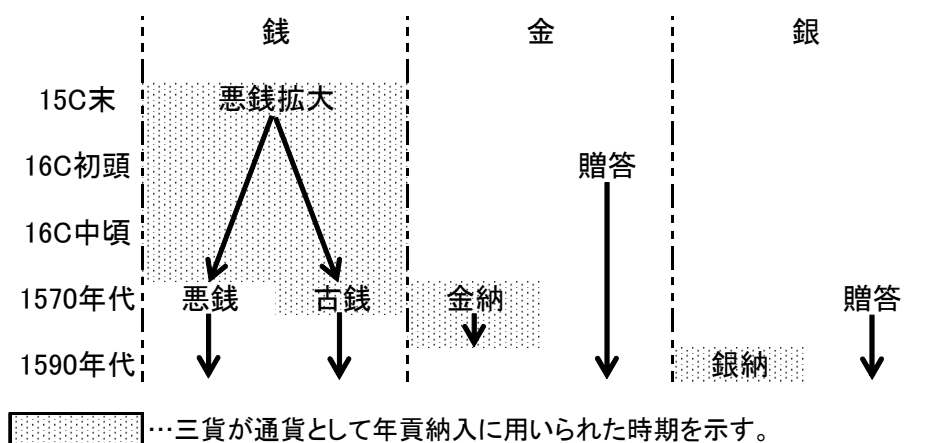 銭 金 銀
15C末 悪銭拡大
16C初頭 贈答
16C中頃
1570年代 悪銭 古銭 金納 贈答
1590年代 銀納
…三貨が通貨として年貢納入に用いられた時期を示す。